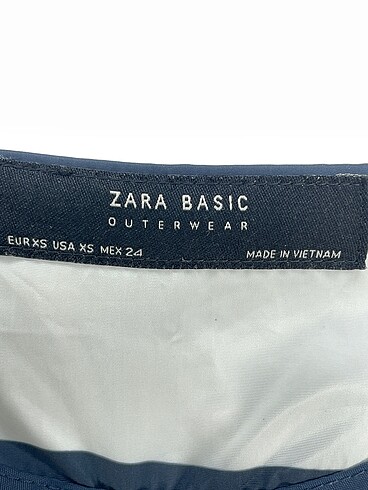 ZARA BASIC
OUTERWEAR
EUR XS USA XS MEX 24 MADE IN VIETNAM